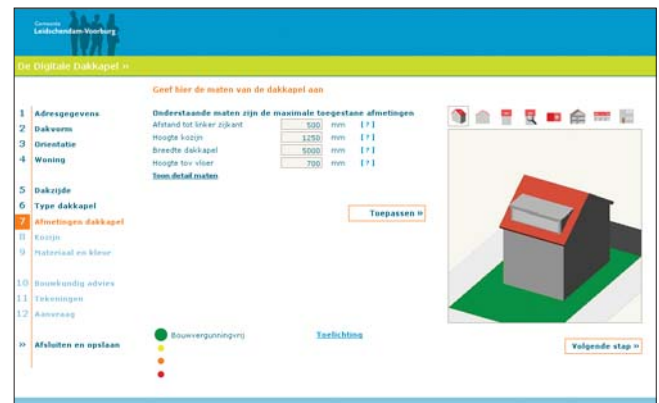 Gemeente
Leidschendam-Voorburg
De Digitale Dakkapel »
Geef hier de maten van de dakkapel aan
1 Adresgegevens
2 Dakvorm
3 Orientatie
4 Woning
5 Dakzijde
6 Type dakkapel
7 Afmetingen dakkapel
8 Kozijn
9 Materiaal en kleur
10 Bouwkundig advies
11 Tekeningen
12 Aanvraag
» Afsluiten en opslaan
Onderstaande maten zijn de maximale toegestane afmetingen
Afstand tot linker zijkant 500 mm [?]
Hoogte kozijn 1250 mm [?]
Breedte dakkapel 5000 mm [?]
Hoogte tov vloer 700 mm [?]
Toon detail maten
Toepassen »
Bouwvergunningvrij
Toelichting
Volgende stap »